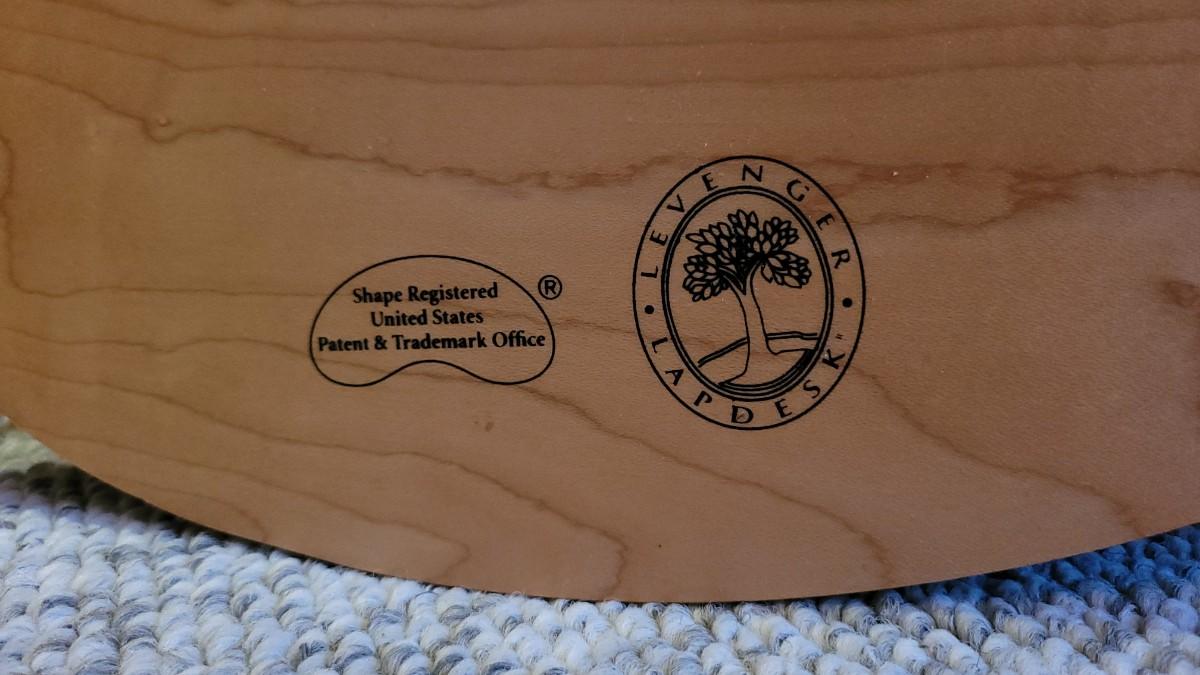 Shape Registered
United States
Patent & Trademark Office
®
LEVENGER
• LAPDESK™ •